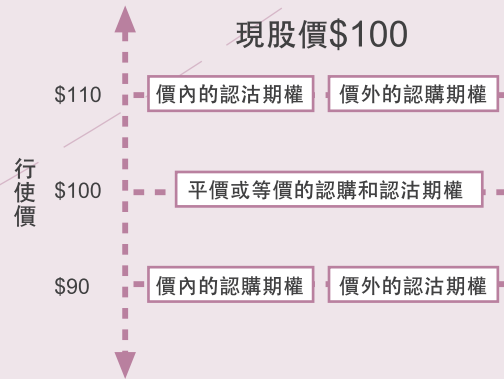 現股價$100
$110
價內的認沽期權
價外的認購期權
行使價
$100
平價或等價的認購和認沽期權
$90
價內的認購期權
價外的認沽期權